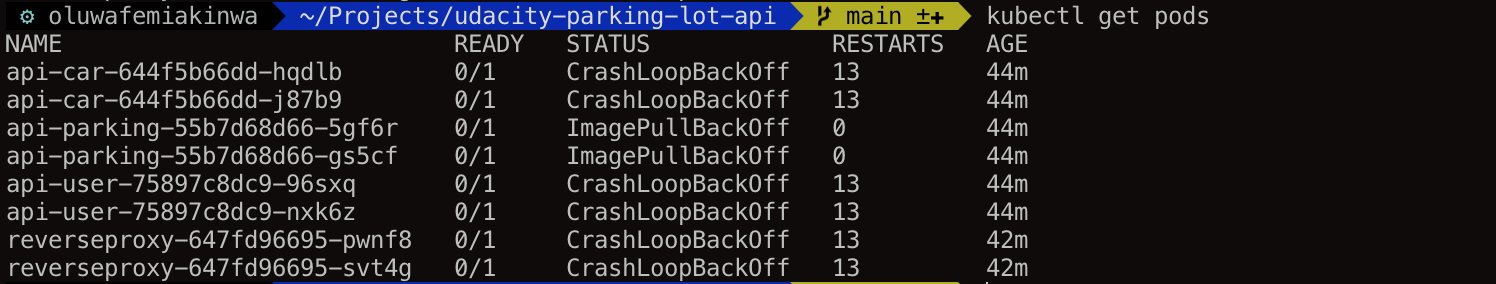 oluwafemiakinwa ~/Projects/udacity-parking-lot-api main ±+ kubectl get pods
NAME READY STATUS RESTARTS AGE
api-car-644f5b66dd-hqdlb 0/1 CrashLoopBackOff 13 44m
api-car-644f5b66dd-j87b9 0/1 CrashLoopBackOff 13 44m
api-parking-55b7d68d66-5gf6r 0/1 ImagePullBackOff 0 44m
api-parking-55b7d68d66-gs5cf 0/1 ImagePullBackOff 0 44m
api-user-75897c8dc9-96sxq 0/1 CrashLoopBackOff 13 44m
api-user-75897c8dc9-nxk6z 0/1 CrashLoopBackOff 13 44m
reverseproxy-647fd96695-pwnf8 0/1 CrashLoopBackOff 13 42m
reverseproxy-647fd96695-svt4g 0/1 CrashLoopBackOff 13 42m